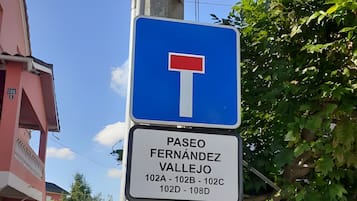 PASEO
FERNÁNDEZ
VALLEJO
102A - 102B - 102C
102D - 108D